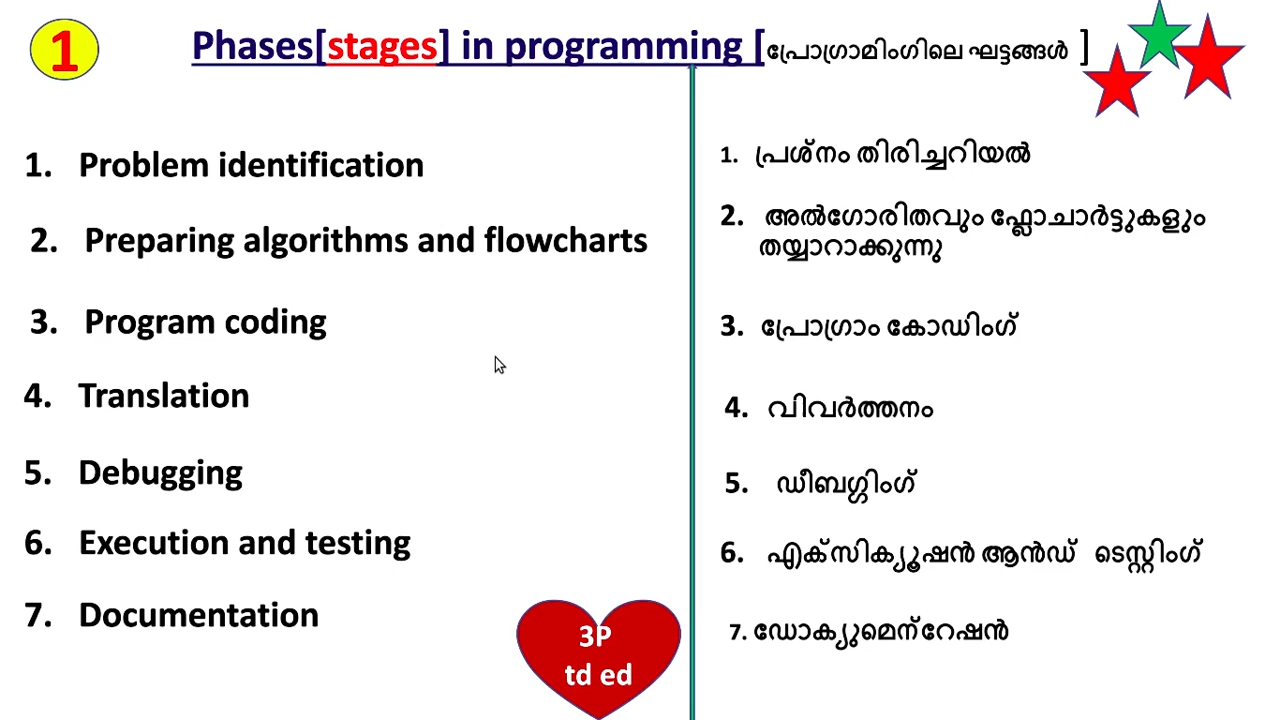 1
Phases[stages] in programming [പ്രോഗ്രാമിംഗിലെ ഘട്ടങ്ങൾ ]
1. Problem identification
2. Preparing algorithms and flowcharts
3. Program coding
4. Translation
5. Debugging
6. Execution and testing
7. Documentation
3P
td ed
1. പ്രശ്നം തിരിച്ചറിയൽ
2. അൽഗോരിതവും ഫ്ലോചാർട്ടുകളും
തയ്യാറാക്കുന്നു
3. പ്രോഗ്രാം കോഡിംഗ്
4. വിവർത്തനം
5. ഡീബഗ്ഗിംഗ്
6. എക്സിക്യൂഷൻ ആൻഡ് ടെസ്റ്റിംഗ്
7. ഡോക്യുമെന്റേഷൻ